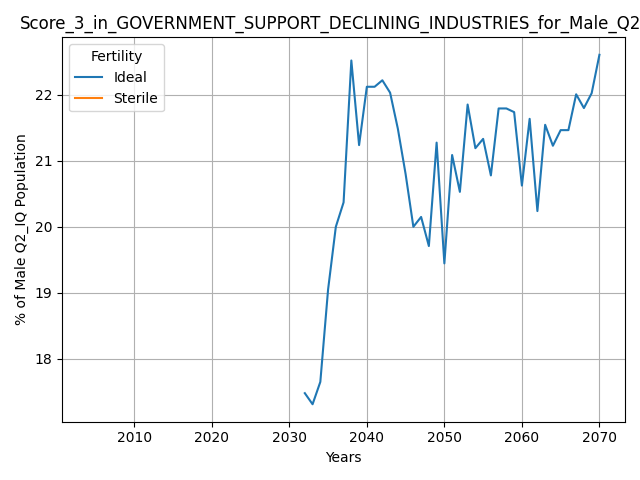 Score_3_in_GOVERNMENT_SUPPORT_DECLINING_INDUSTRIES_for_Male_Q2
Fertility
Ideal
Sterile
% of Male Q2_IQ Population
22
21
20
19
18
2010 2020 2030 2040 2050 2060 2070
Years